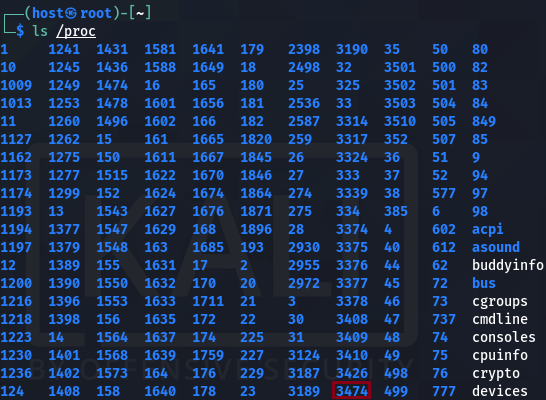 ┌──(host㉿root)-[~]
└─$ ls /proc
1 1241 1431 1581 1641 179 2398 3190 35 50 80
10 1245 1436 1588 1649 18 2498 32 3501 500 82
1009 1249 1474 16 165 180 25 325 3502 501 83
1013 1253 1478 1601 1656 181 2536 33 3503 504 84
11 1260 1496 1602 166 182 2587 3314 3510 505 849
1127 1262 15 161 1665 1820 259 3317 352 507 85
1162 1275 150 1611 1667 1845 26 3324 36 51 9
1173 1277 1515 1622 1670 1846 27 333 37 52 94
1174 1299 152 1624 1674 1864 274 3339 38 577 97
1193 13 1543 1627 1676 1871 275 334 385 6 98
1194 1377 1547 1629 168 1896 28 3374 4 602 acpi
1197 1379 1548 163 1685 193 2930 3375 40 612 asound
12 1389 155 1631 17 2 2955 3376 44 62 buddyinfo
1200 1390 1550 1632 170 20 2972 3377 45 72 bus
1216 1396 1553 1633 1711 21 3 3378 46 73 cgroups
1218 1398 156 1635 172 22 30 3408 47 737 cmdline
1223 14 1564 1637 174 225 31 3409 48 74 consoles
1230 1401 1568 1639 1759 227 3124 3410 49 75 cpuinfo
1236 1402 1573 164 176 229 3187 3426 498 76 crypto
124 1408 158 1640 178 23 3189 3474 499 777 devices